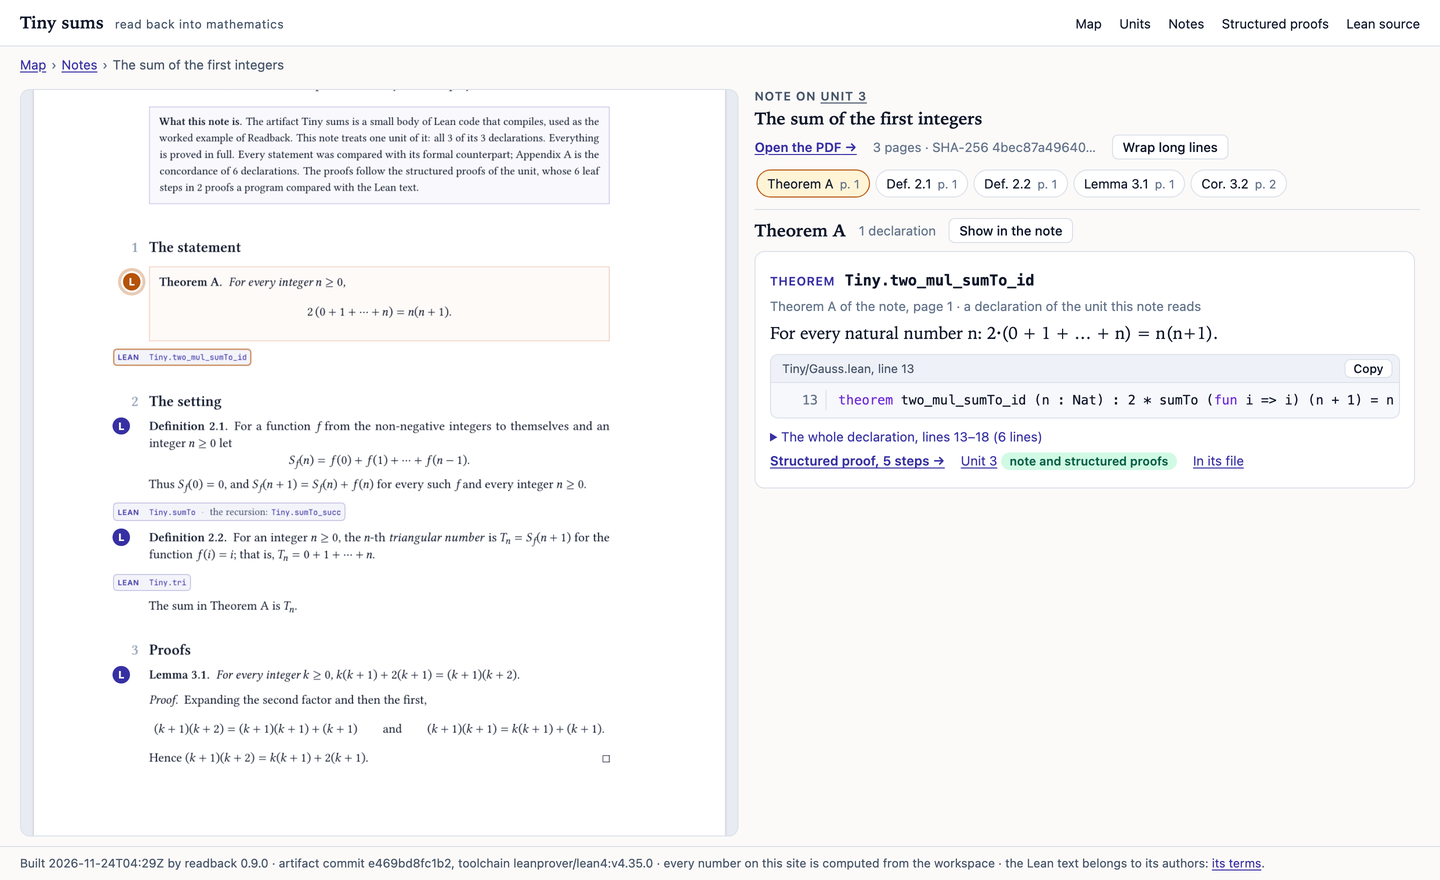 Tiny sums read back into mathematics
Map Units Notes Structured proofs Lean source
Map › Notes › The sum of the first integers
What this note is. The artifact Tiny sums is a small body of Lean code that compiles, used as the
worked example of Readback. This note treats one unit of it: all 3 of its 3 declarations. Everything
is proved in full. Every statement was compared with its formal counterpart; Appendix A is the
concordance of 6 declarations. The proofs follow the structured proofs of the unit, whose 6 leaf
steps in 2 proofs a program compared with the Lean text.
1 The statement
L Theorem A. For every integer n ≥ 0,
2 (0 + 1 + ··· + n) = n(n + 1).
LEAN Tiny.two_mul_sumTo_id
2 The setting
L Definition 2.1. For a function f from the non-negative integers to themselves and an
integer n ≥ 0 let
S_f(n) = f(0) + f(1) + ··· + f(n − 1).
Thus S_f(0) = 0, and S_f(n + 1) = S_f(n) + f(n) for every such f and every integer n ≥ 0.
LEAN Tiny.sumTo · the recursion: Tiny.sumTo_succ
L Definition 2.2. For an integer n ≥ 0, the n-th triangular number is T_n = S_f(n + 1) for the
function f(i) = i; that is, T_n = 0 + 1 + ··· + n.
LEAN Tiny.tri
The sum in Theorem A is T_n.
3 Proofs
L Lemma 3.1. For every integer k ≥ 0, k(k + 1) + 2(k + 1) = (k + 1)(k + 2).
Proof. Expanding the second factor and then the first,
(k + 1)(k + 2) = (k + 1)(k + 1) + (k + 1) and (k + 1)(k + 1) = k(k + 1) + (k + 1).
Hence (k + 1)(k + 2) = k(k + 1) + 2(k + 1). □
NOTE ON UNIT 3
The sum of the first integers
Open the PDF → 3 pages · SHA-256 4bec87a49640… Wrap long lines
Theorem A p. 1 Def. 2.1 p. 1 Def. 2.2 p. 1 Lemma 3.1 p. 1 Cor. 3.2 p. 2
Theorem A 1 declaration Show in the note
THEOREM Tiny.two_mul_sumTo_id
Theorem A of the note, page 1 · a declaration of the unit this note reads
For every natural number n: 2·(0 + 1 + … + n) = n(n+1).
Tiny/Gauss.lean, line 13 Copy
13 theorem two_mul_sumTo_id (n : Nat) : 2 * sumTo (fun i => i) (n + 1) = n
▶ The whole declaration, lines 13–18 (6 lines)
Structured proof, 5 steps → Unit 3 note and structured proofs In its file
Built 2026-11-24T04:29Z by readback 0.9.0 · artifact commit e469bd8fc1b2, toolchain leanprover/lean4:v4.35.0 · every number on this site is computed from the workspace · the Lean text belongs to its authors: its terms.